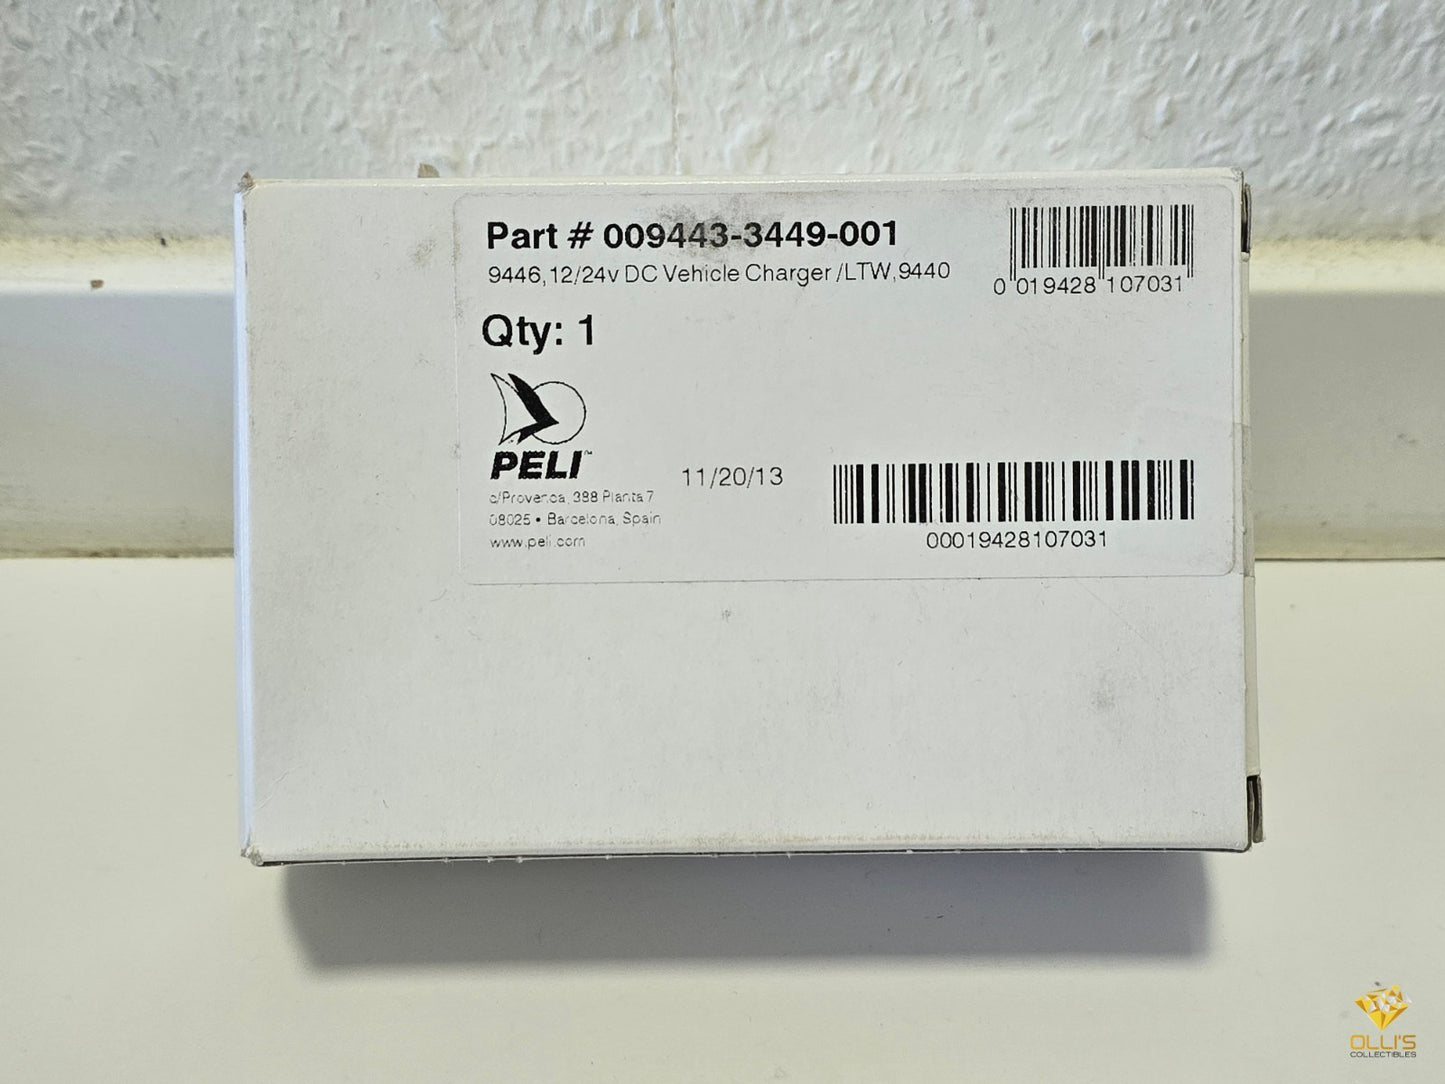 Part # 009443-3449-001
9446,12/24v DC Vehicle Charger /LTW,9440
0 019428 107031
Qty: 1
PELI™
c/Provenca, 388 Planta 7
08025 • Barcelona, Spain
www.peli.com
11/20/13
00019428107031
OLLI'S
COLLECTIBLES